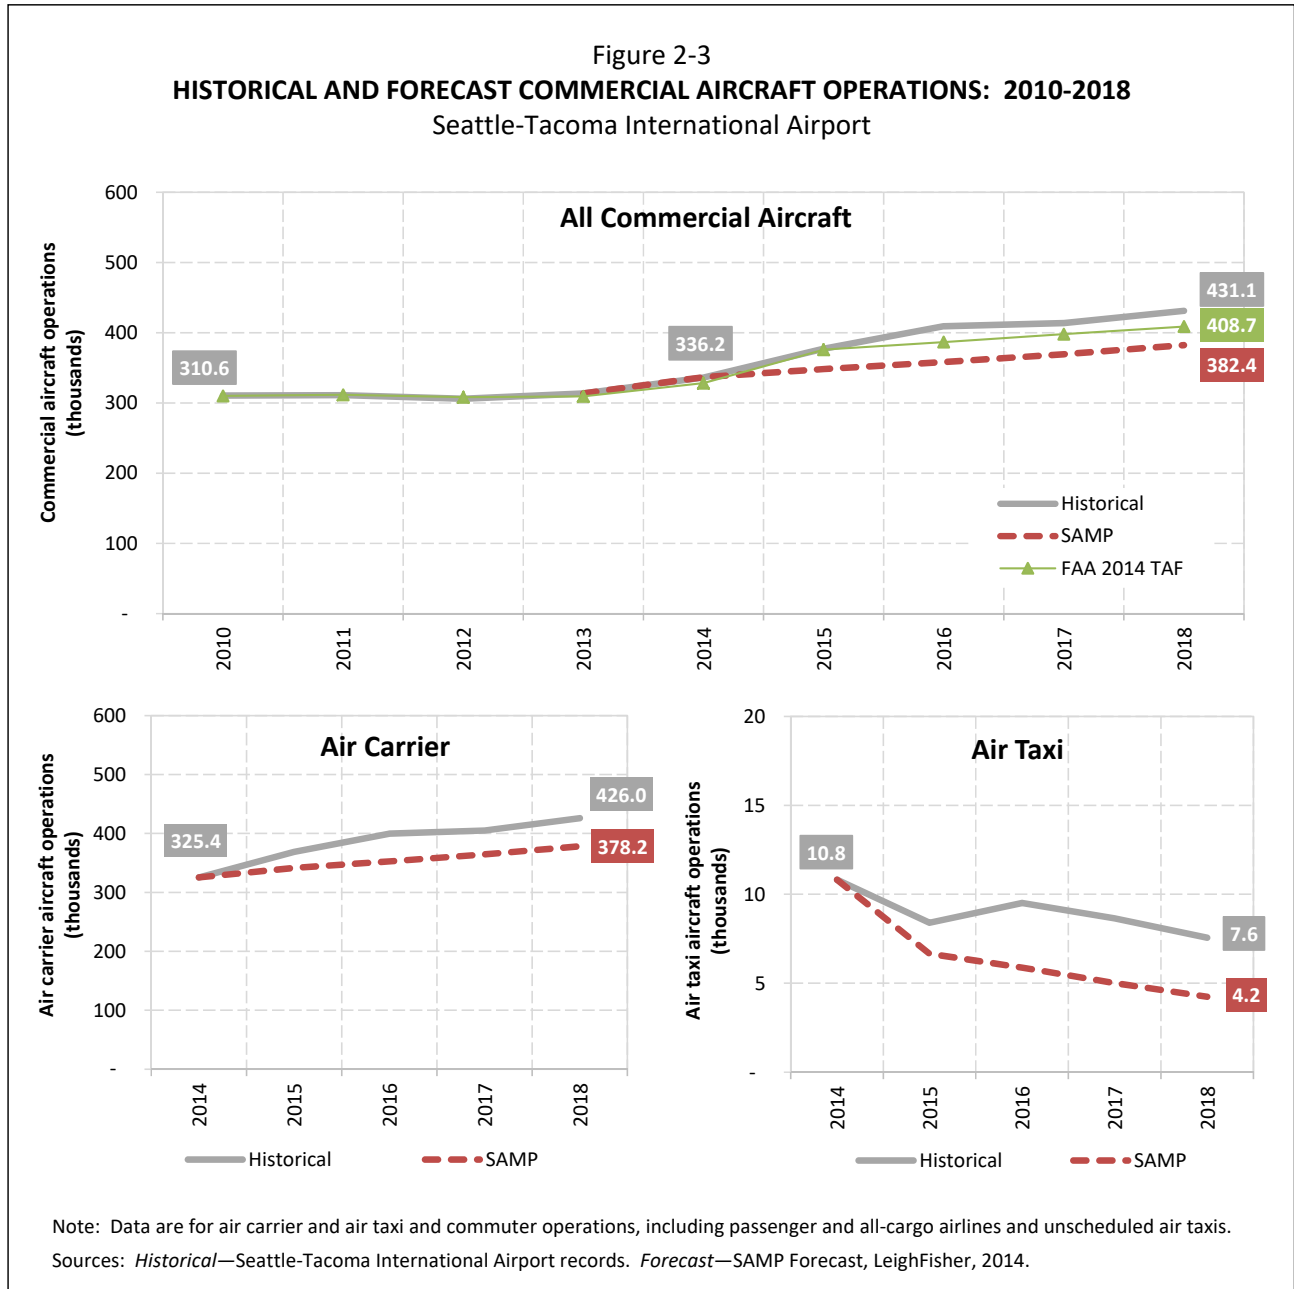 Figure 2-3
HISTORICAL AND FORECAST COMMERCIAL AIRCRAFT OPERATIONS: 2010-2018
Seattle-Tacoma International Airport
All Commercial Aircraft
Commercial aircraft operations
(thousands)
600
500
400
300
200
100
-
310.6
336.2
431.1
408.7
382.4
Historical
SAMP
FAA 2014 TAF
2010
2011
2012
2013
2014
2015
2016
2017
2018
Air Carrier
Air carrier aircraft operations
(thousands)
600
500
400
300
200
100
-
325.4
426.0
378.2
2014
2015
2016
2017
2018
Historical
SAMP
Air Taxi
Air taxi aircraft operations
(thousands)
20
15
10
5
-
10.8
7.6
4.2
2014
2015
2016
2017
2018
Historical
SAMP
Note: Data are for air carrier and air taxi and commuter operations, including passenger and all-cargo airlines and unscheduled air taxis.
Sources: Historical—Seattle-Tacoma International Airport records. Forecast—SAMP Forecast, LeighFisher, 2014.